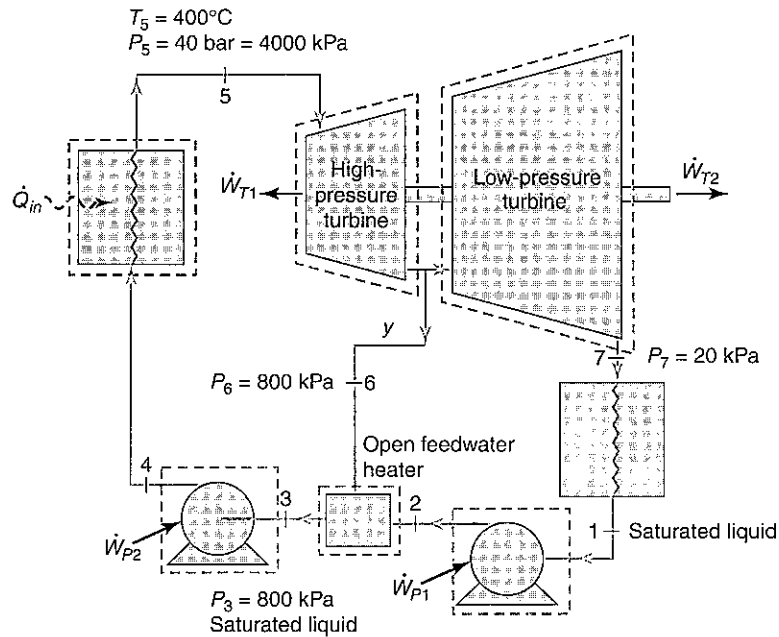 T5 = 400°C
P5 = 40 bar = 4000 kPa
5
Q̇in
ẆT1
High-
pressure
turbine
Low-pressure
turbine
ẆT2
y
7
P7 = 20 kPa
P6 = 800 kPa
6
Open feedwater
heater
4
3
2
1
Saturated liquid
ẆP2
ẆP1
P3 = 800 kPa
Saturated liquid